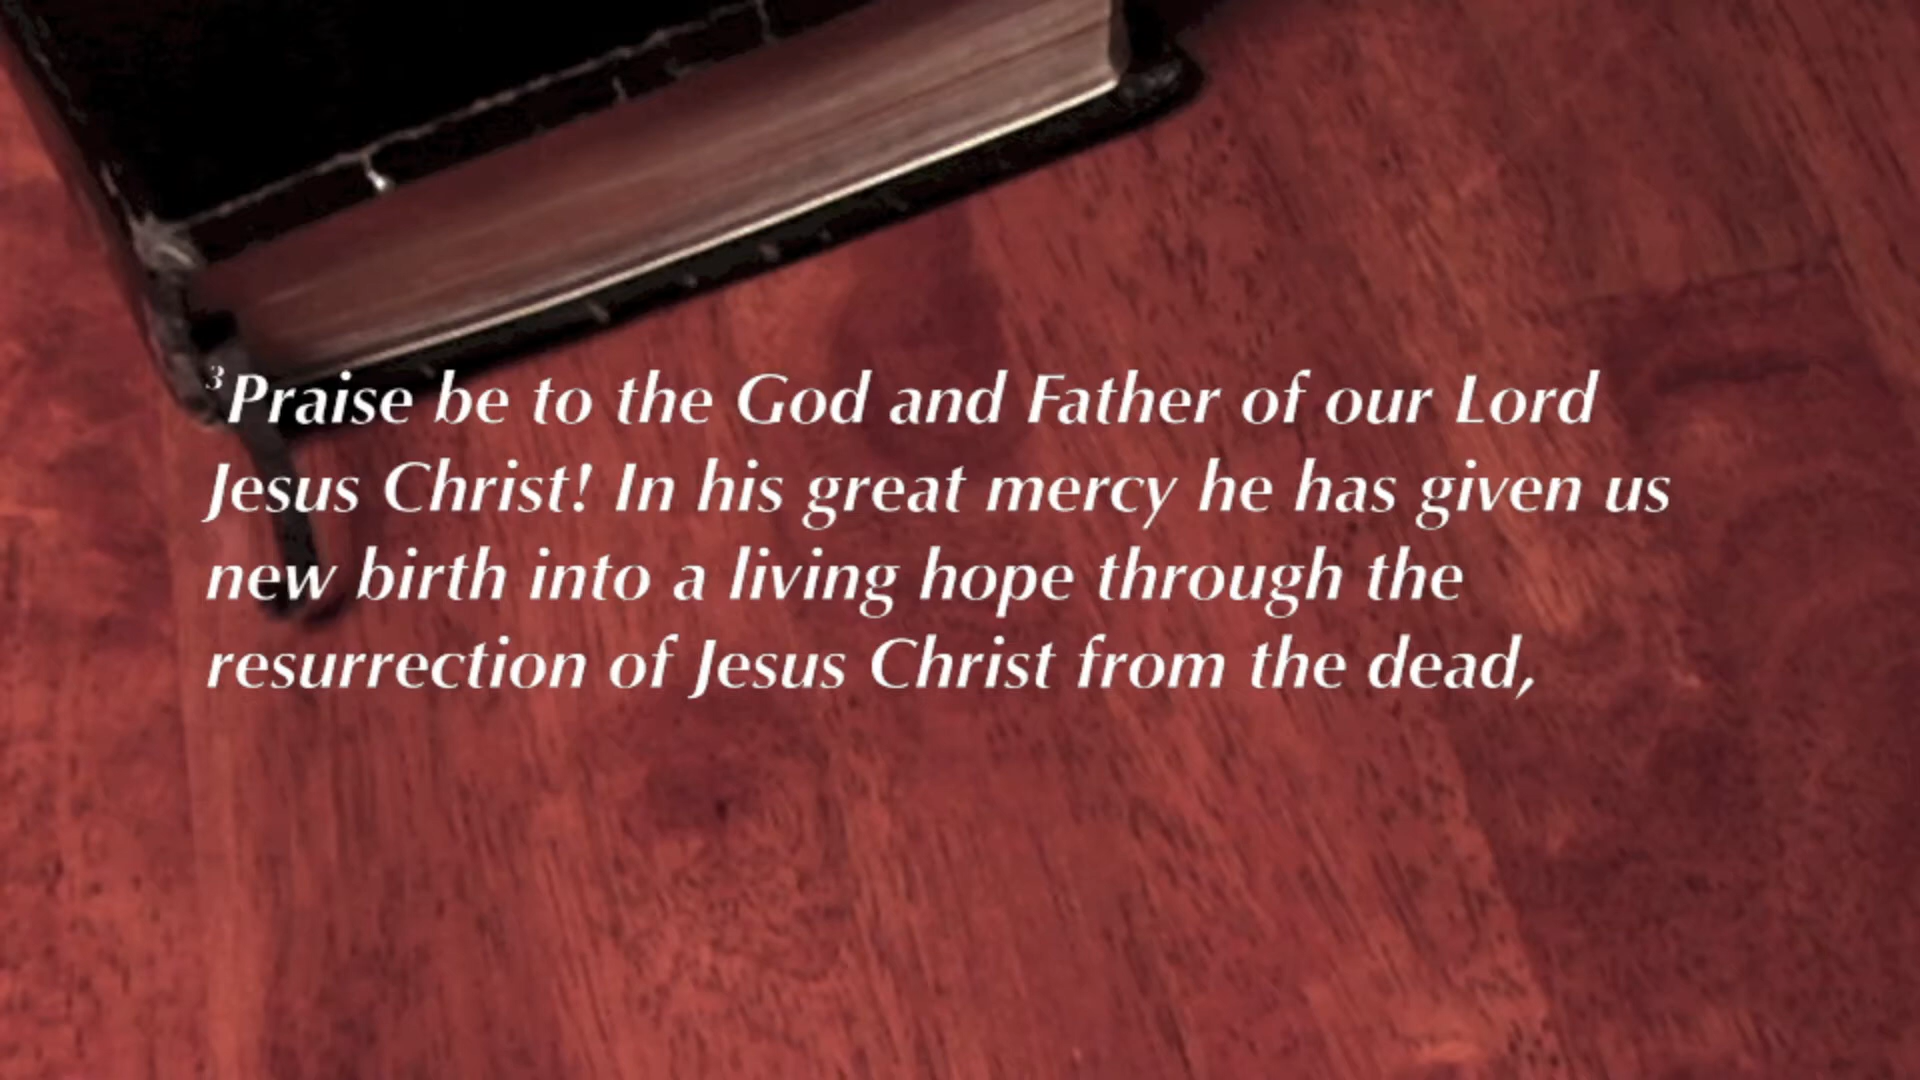 ³Praise be to the God and Father of our Lord
Jesus Christ! In his great mercy he has given us
new birth into a living hope through the
resurrection of Jesus Christ from the dead,